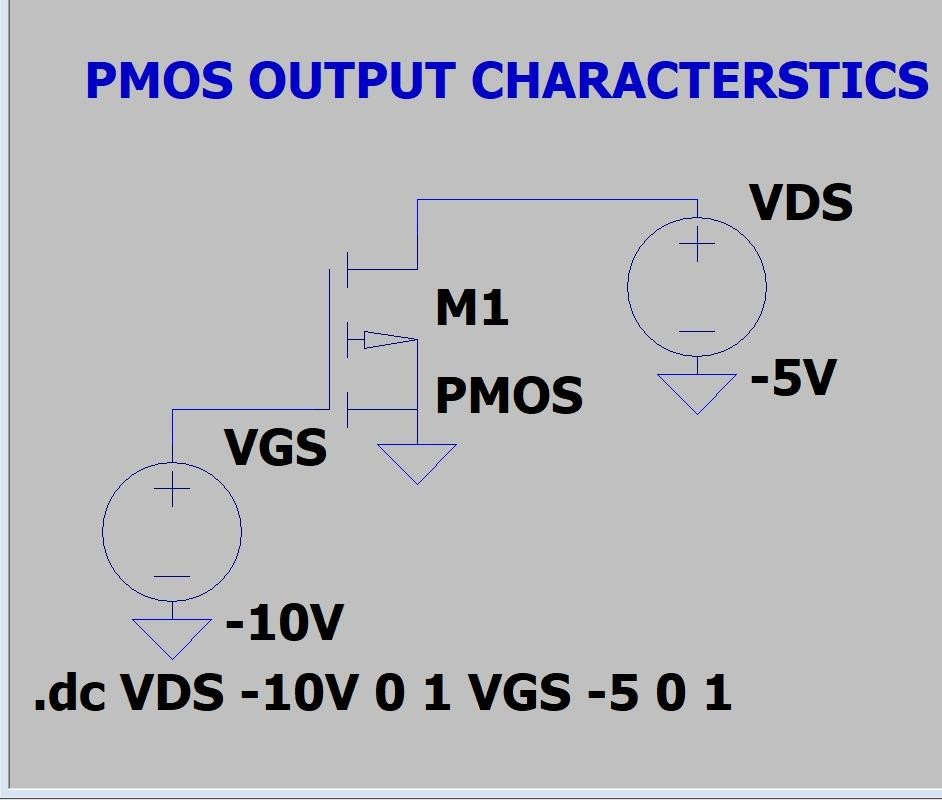 PMOS OUTPUT CHARACTERSTICS
VDS
M1
-5V
PMOS
VGS
-10V
.dc VDS -10V 0 1 VGS -5 0 1